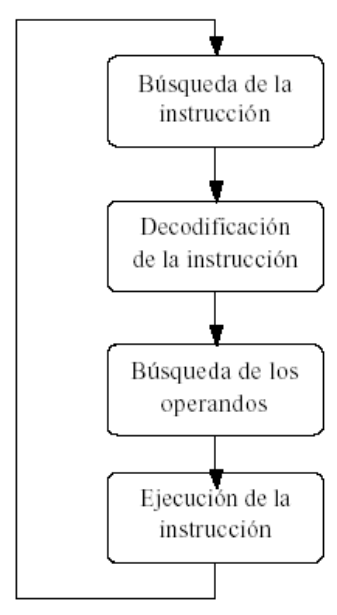 Búsqueda de la
instrucción
Decodificación
de la instrucción
Búsqueda de los
operandos
Ejecución de la
instrucción